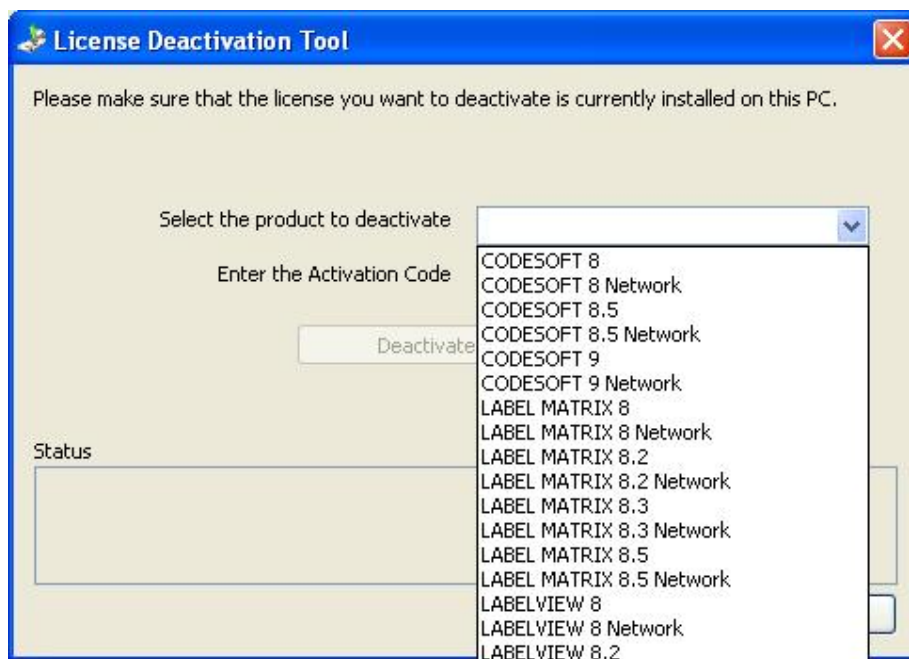 License Deactivation Tool
Please make sure that the license you want to deactivate is currently installed on this PC.
Select the product to deactivate
Enter the Activation Code
Deactivate
CODESOFT 8
CODESOFT 8 Network
CODESOFT 8.5
CODESOFT 8.5 Network
CODESOFT 9
CODESOFT 9 Network
LABEL MATRIX 8
LABEL MATRIX 8 Network
LABEL MATRIX 8.2
LABEL MATRIX 8.2 Network
LABEL MATRIX 8.3
LABEL MATRIX 8.3 Network
LABEL MATRIX 8.5
LABEL MATRIX 8.5 Network
LABELVIEW 8
LABELVIEW 8 Network
LABELVIEW 8.2
Status